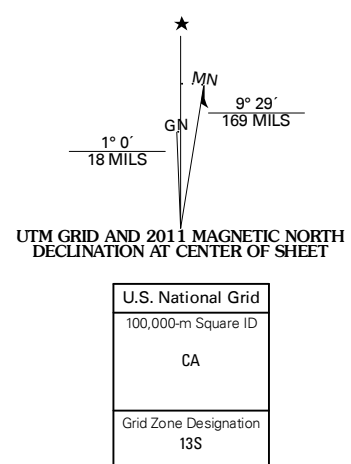 ★
MN
GN
9° 29´
169 MILS
1° 0´
18 MILS
UTM GRID AND 2011 MAGNETIC NORTH
DECLINATION AT CENTER OF SHEET
U.S. National Grid
100,000-m Square ID
CA
Grid Zone Designation
13S